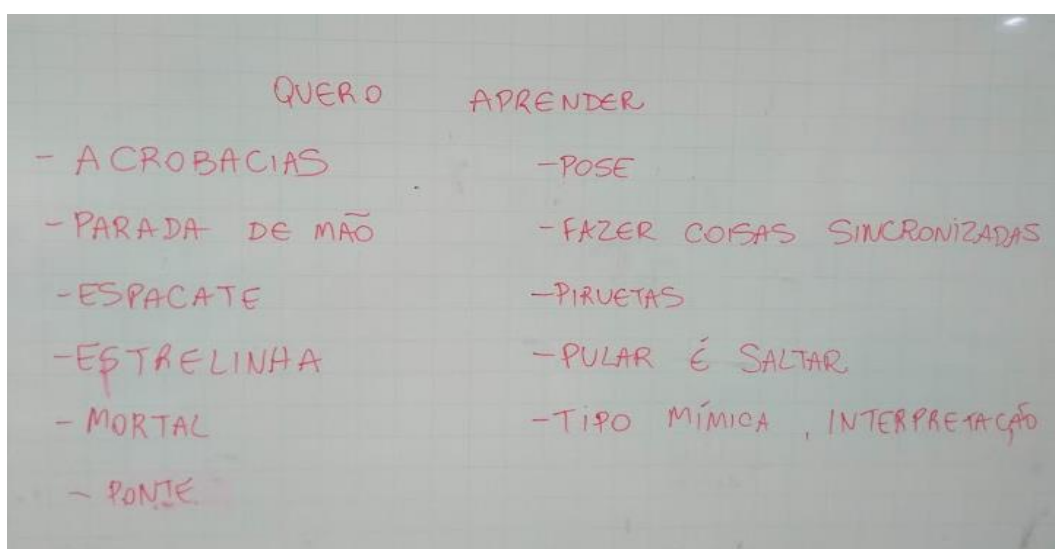 QUERO APRENDER
- ACROBACIAS
- PARADA DE MÃO
- ESPACATE
- ESTRELINHA
- MORTAL
- PONTE
- POSE
- FAZER COISAS SINCRONIZADAS
- PIRUETAS
- PULAR É SALTAR
- TIPO MÍMICA, INTERPRETAÇÃO